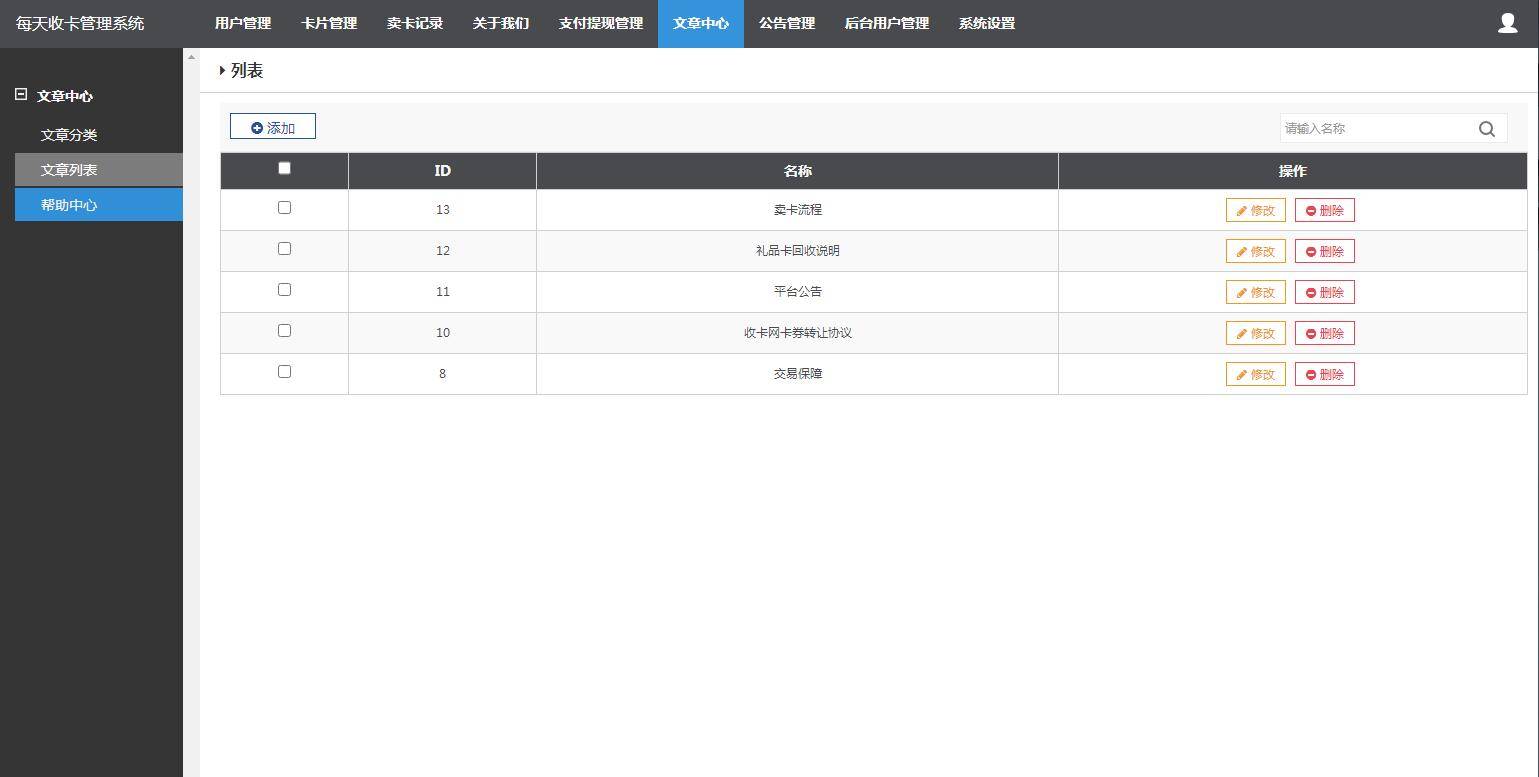 每天收卡管理系统 用户管理 卡片管理 卖卡记录 关于我们 支付提现管理 文章中心 公告管理 后台用户管理 系统设置
列表
文章中心
文章分类
文章列表
帮助中心
添加 请输入名称
ID 名称 操作
13 卖卡流程 修改 删除
12 礼品卡回收说明 修改 删除
11 平台公告 修改 删除
10 收卡网卡券转让协议 修改 删除
8 交易保障 修改 删除